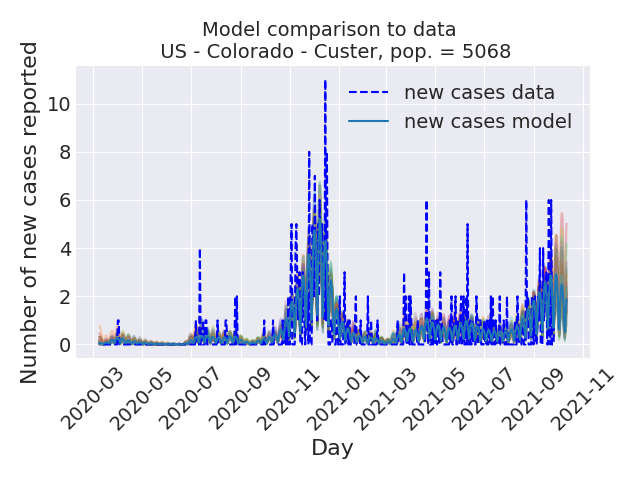 Model comparison to data
US - Colorado - Custer, pop. = 5068
Number of new cases reported
10
8
6
4
2
0
new cases data
new cases model
2020-03
2020-05
2020-07
2020-09
2020-11
2021-01
2021-03
2021-05
2021-07
2021-09
2021-11
Day